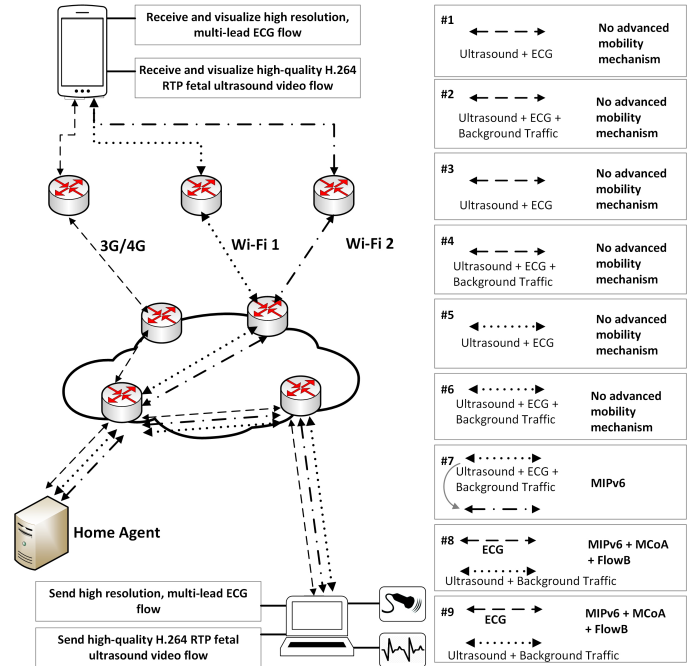 Receive and visualize high resolution,
multi-lead ECG flow
Receive and visualize high-quality H.264
RTP fetal ultrasound video flow
3G/4G
Wi-Fi 1
Wi-Fi 2
Home Agent
Send high resolution, multi-lead ECG
flow
Send high-quality H.264 RTP fetal
ultrasound video flow
#1
Ultrasound + ECG
No advanced
mobility
mechanism
#2
Ultrasound + ECG +
Background Traffic
No advanced
mobility
mechanism
#3
Ultrasound + ECG
No advanced
mobility
mechanism
#4
Ultrasound + ECG +
Background Traffic
No advanced
mobility
mechanism
#5
Ultrasound + ECG
No advanced
mobility
mechanism
#6
Ultrasound + ECG +
Background Traffic
No advanced
mobility
mechanism
#7
Ultrasound + ECG +
Background Traffic
MIPv6
#8
ECG
Ultrasound + Background Traffic
MIPv6 + MCoA
+ FlowB
#9
ECG
Ultrasound + Background Traffic
MIPv6 + MCoA
+ FlowB